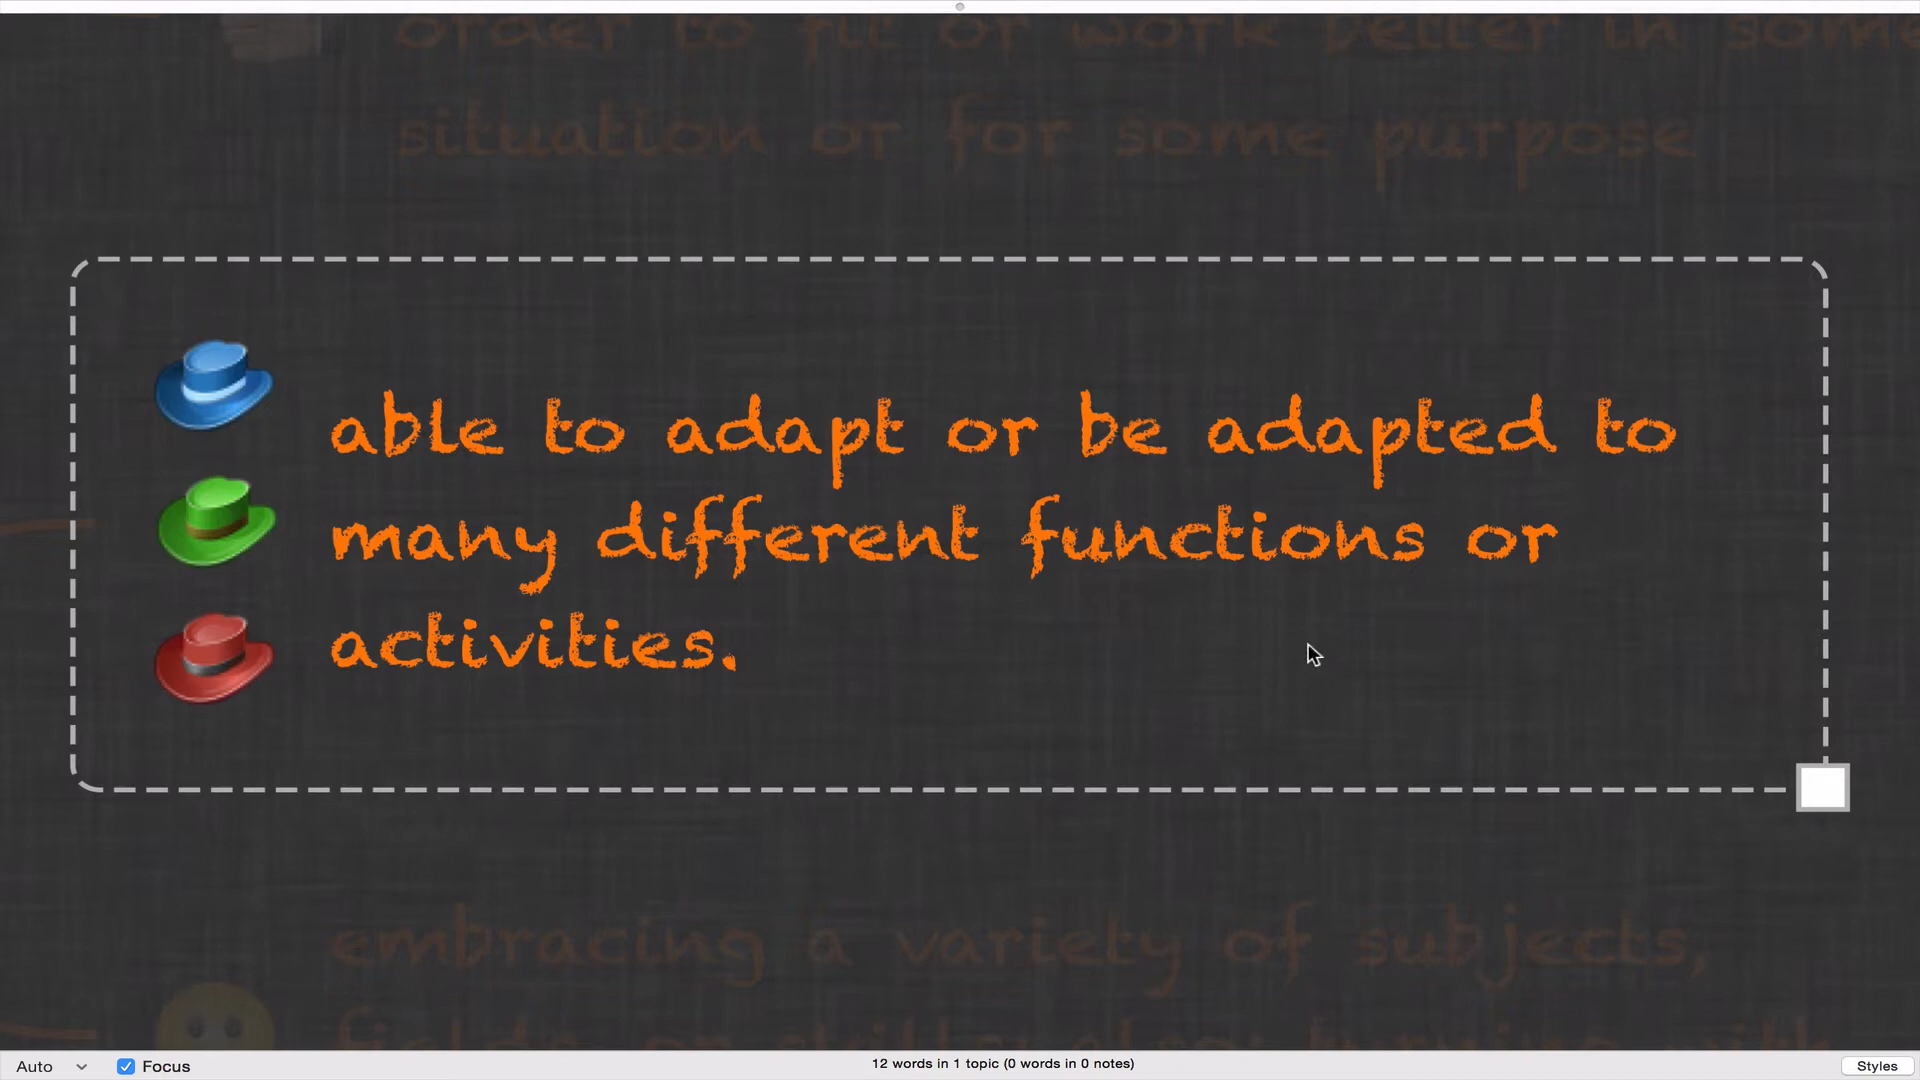 order to fit or work better in some
situation or for some purpose
able to adapt or be adapted to
many different functions or
activities.
embracing a variety of subjects,
Auto
Focus
12 words in 1 topic (0 words in 0 notes)
Styles